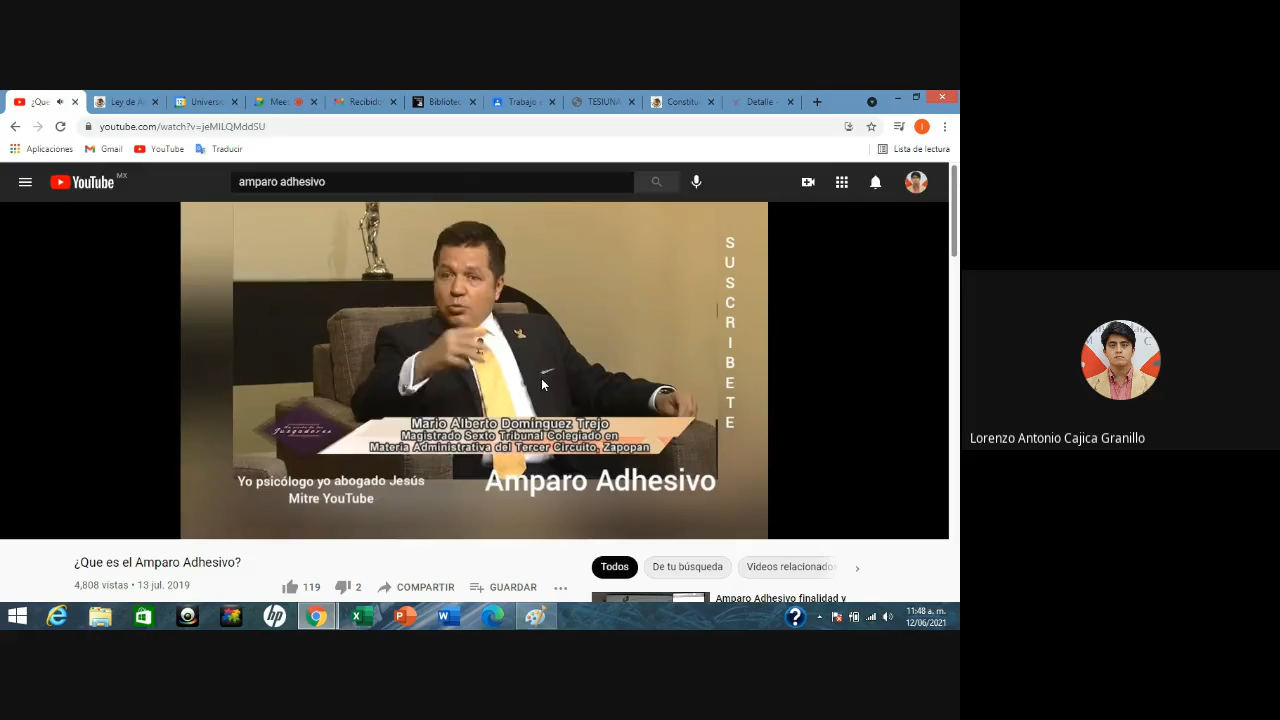 ¿Que
Ley de A
Universi
Meet
Recibido
Bibliotec
Trabajo e
TESIUNA
Constitu
Detalle -
youtube.com/watch?v=jeMILQMddSU
Aplicaciones
Gmail
YouTube
Traducir
Lista de lectura
YouTube MX
amparo adhesivo
SUSCRIBETE
Mario Alberto Domínguez Trejo
Magistrado Sexto Tribunal Colegiado en
Materia Administrativa del Tercer Circuito, Zapopan
Juzgadores
Yo psicólogo yo abogado Jesús
Mitre YouTube
Amparo Adhesivo
¿Que es el Amparo Adhesivo?
4,808 vistas • 13 jul. 2019
119
2
COMPARTIR
GUARDAR
Todos
De tu búsqueda
Videos relacionados
Amparo Adhesivo finalidad y
11:48 a. m.
12/06/2021
Lorenzo Antonio Cajica Granillo